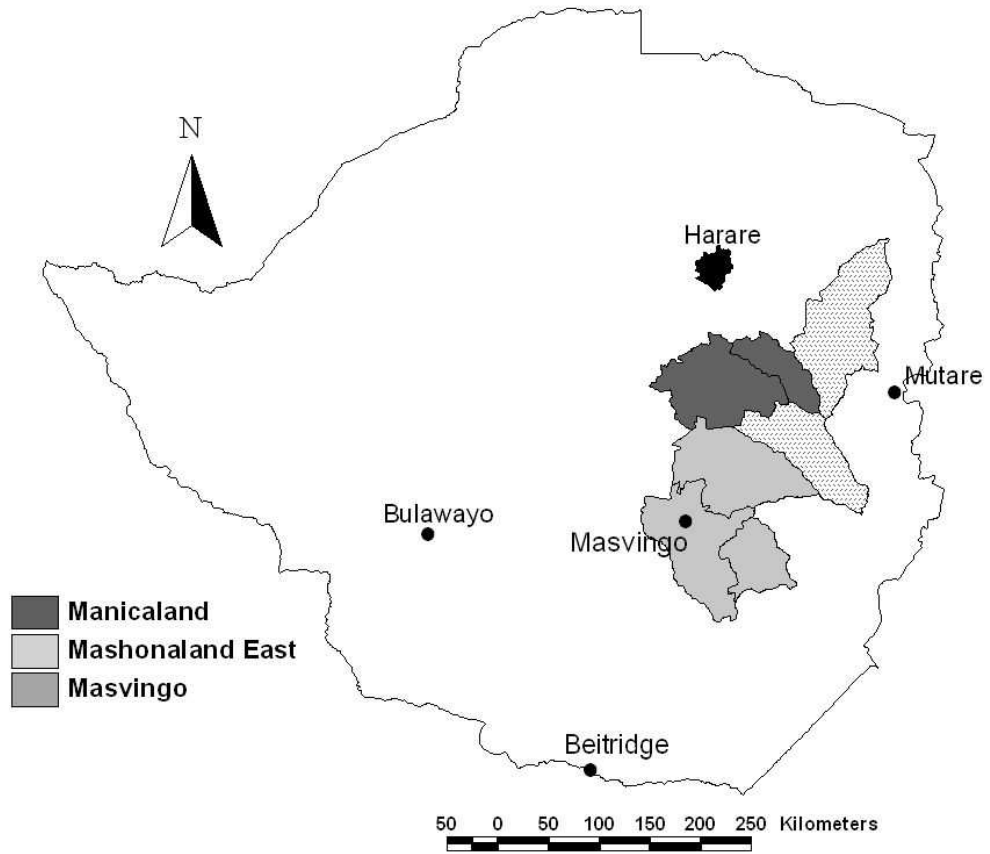 N
Harare
Mutare
Bulawayo
Masvingo
Manicaland
Mashonaland East
Masvingo
Beitridge
50 0 50 100 150 200 250 Kilometers